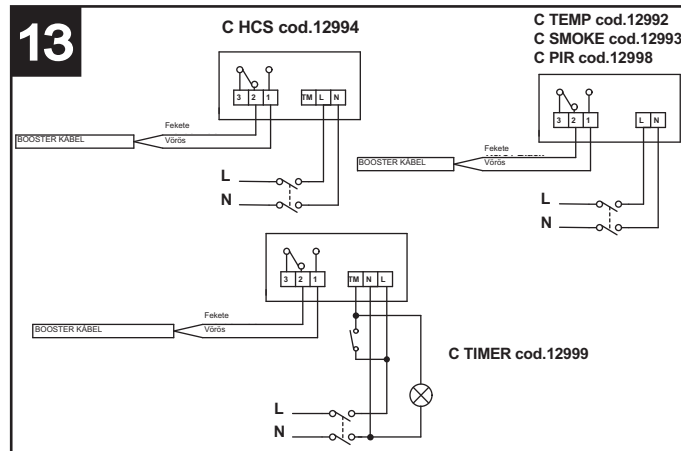 13
C HCS cod.12994
3 2 1 TM L N
Fekete
BOOSTER KÁBEL
Vörös
L
N
C TEMP cod.12992
C SMOKE cod.12993
C PIR cod.12998
3 2 1 L N
Fekete
BOOSTER KÁBEL
Vörös
L
N
3 2 1 TM N L
Fekete
BOOSTER KÁBEL
Vörös
C TIMER cod.12999
L
N